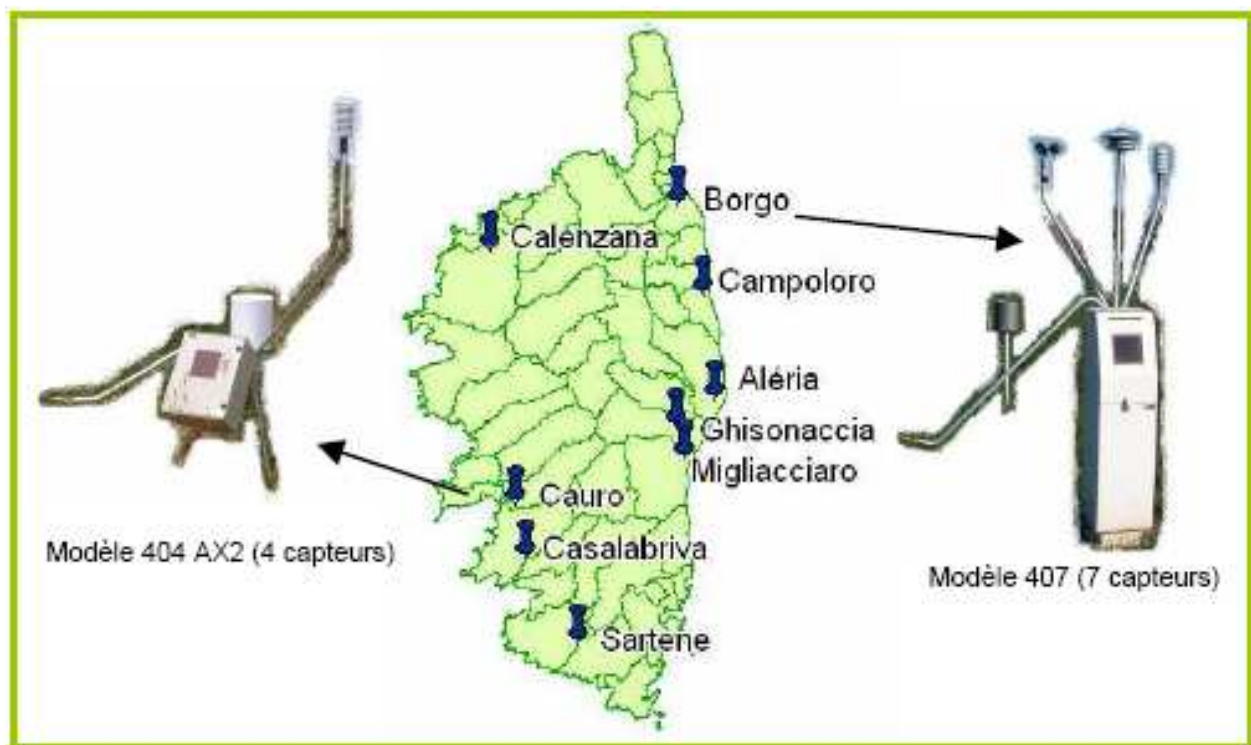 Borgo
Calenzana
Campoloro
Aléria
Ghisonaccia
Migliacciaro
Cauro
Casalabriva
Sartene
Modèle 404 AX2 (4 capteurs)
Modèle 407 (7 capteurs)